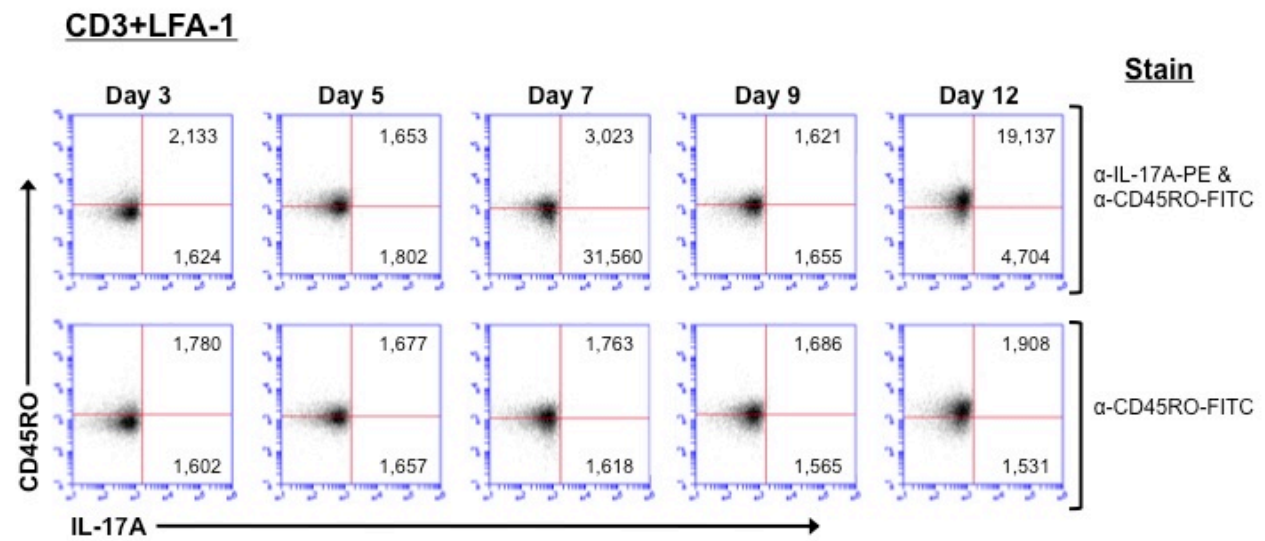 CD3+LFA-1
Stain
Day 3
Day 5
Day 7
Day 9
Day 12
2,133
1,653
3,023
1,621
19,137
α-IL-17A-PE &
α-CD45RO-FITC
1,624
1,802
31,560
1,655
4,704
1,780
1,677
1,763
1,686
1,908
α-CD45RO-FITC
1,602
1,657
1,618
1,565
1,531
CD45RO
IL-17A